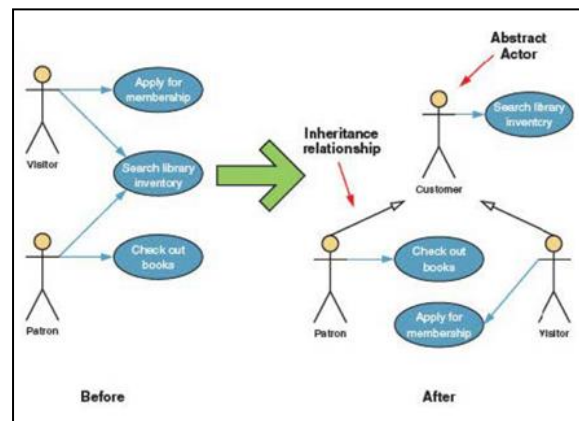 Apply for
membership
Visitor
Search library
inventory
Check out
books
Patron
Before
Abstract
Actor
Search library
inventory
Inheritance
relationship
Customer
Check out
books
Patron
Apply for
membership
Visitor
After